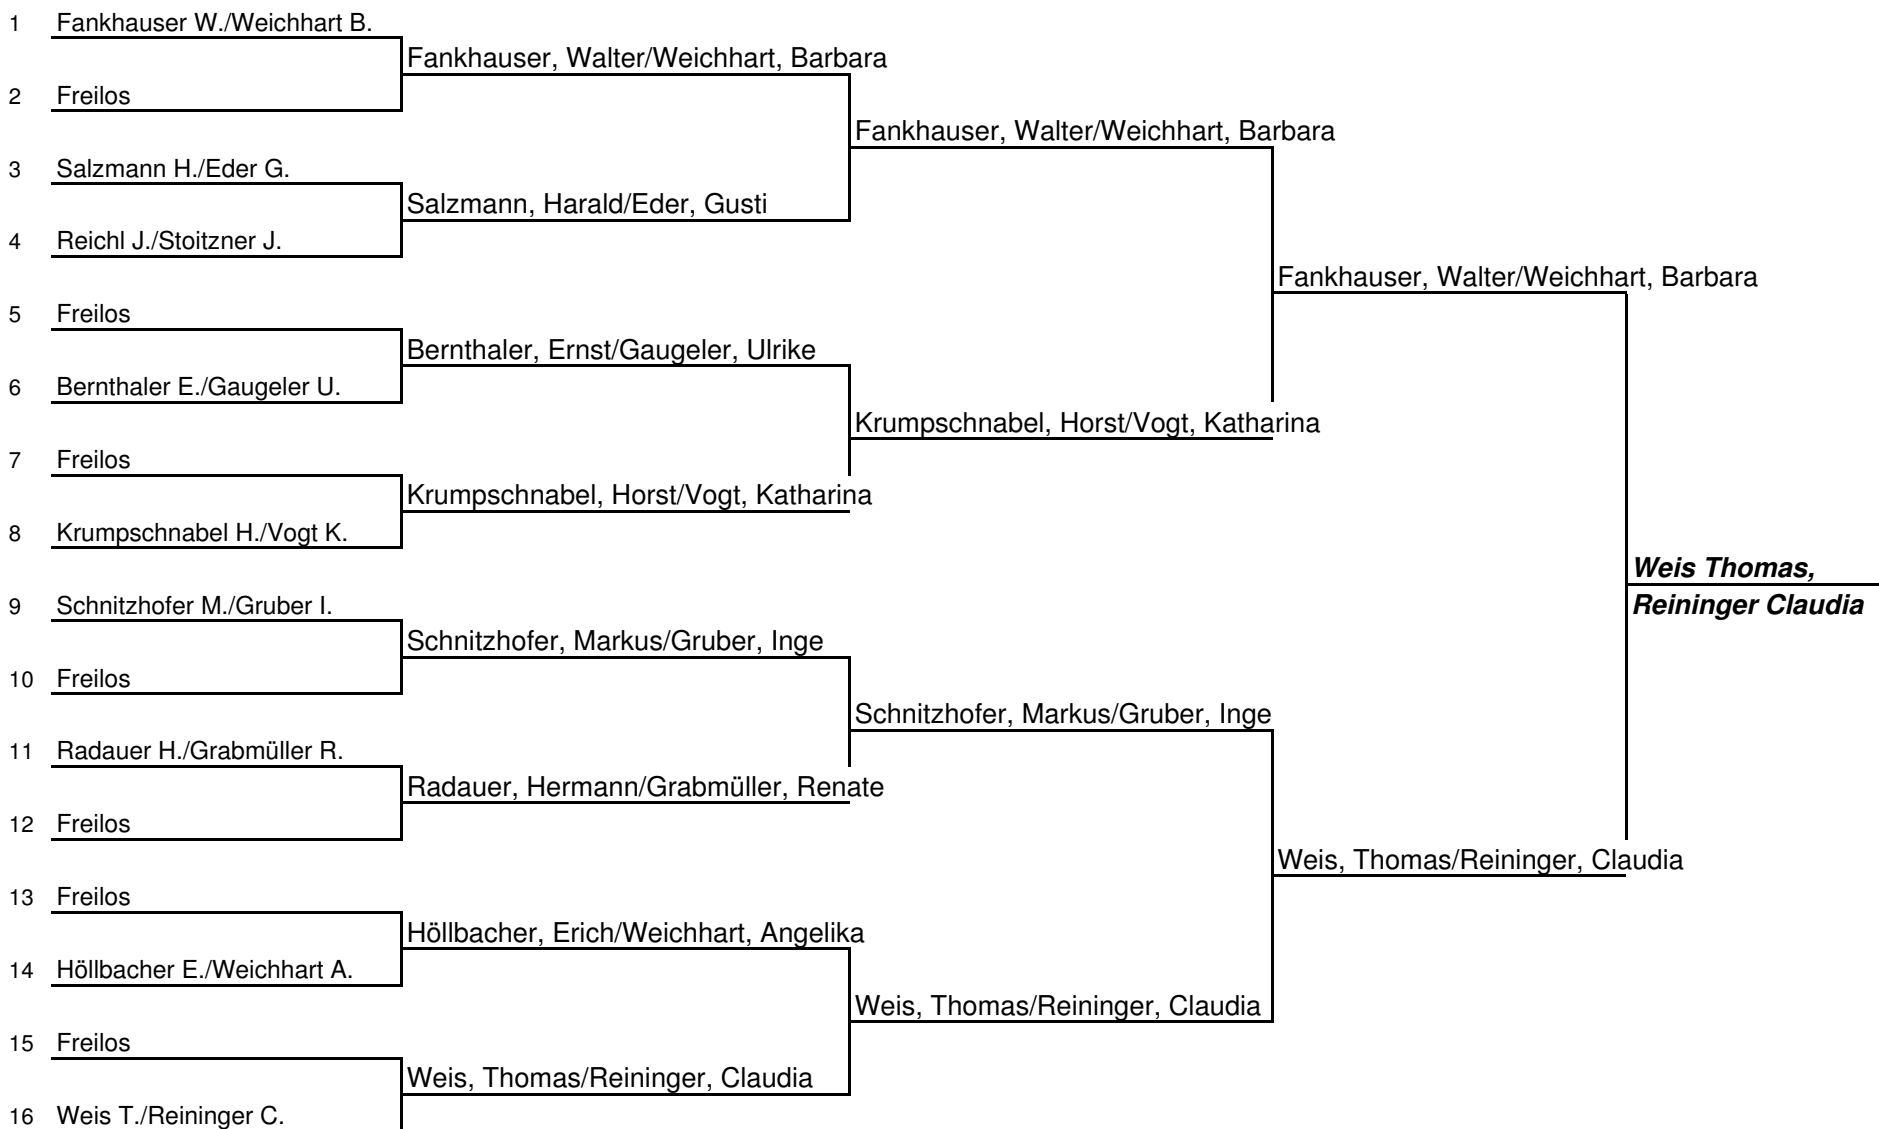 1 Fankhauser W./Weichhart B.
Fankhauser, Walter/Weichhart, Barbara
2 Freilos
Fankhauser, Walter/Weichhart, Barbara
3 Salzmann H./Eder G.
Salzmann, Harald/Eder, Gusti
4 Reichl J./Stoitzner J.
Fankhauser, Walter/Weichhart, Barbara
5 Freilos
Bernthaler, Ernst/Gaugeler, Ulrike
6 Bernthaler E./Gaugeler U.
Krumpschnabel, Horst/Vogt, Katharina
7 Freilos
Krumpschnabel, Horst/Vogt, Katharina
8 Krumpschnabel H./Vogt K.
Weis Thomas,
Reininger Claudia
9 Schnitzhofer M./Gruber I.
Schnitzhofer, Markus/Gruber, Inge
10 Freilos
Schnitzhofer, Markus/Gruber, Inge
11 Radauer H./Grabmüller R.
Radauer, Hermann/Grabmüller, Renate
12 Freilos
Weis, Thomas/Reininger, Claudia
13 Freilos
Höllbacher, Erich/Weichhart, Angelika
14 Höllbacher E./Weichhart A.
Weis, Thomas/Reininger, Claudia
15 Freilos
Weis, Thomas/Reininger, Claudia
16 Weis T./Reininger C.